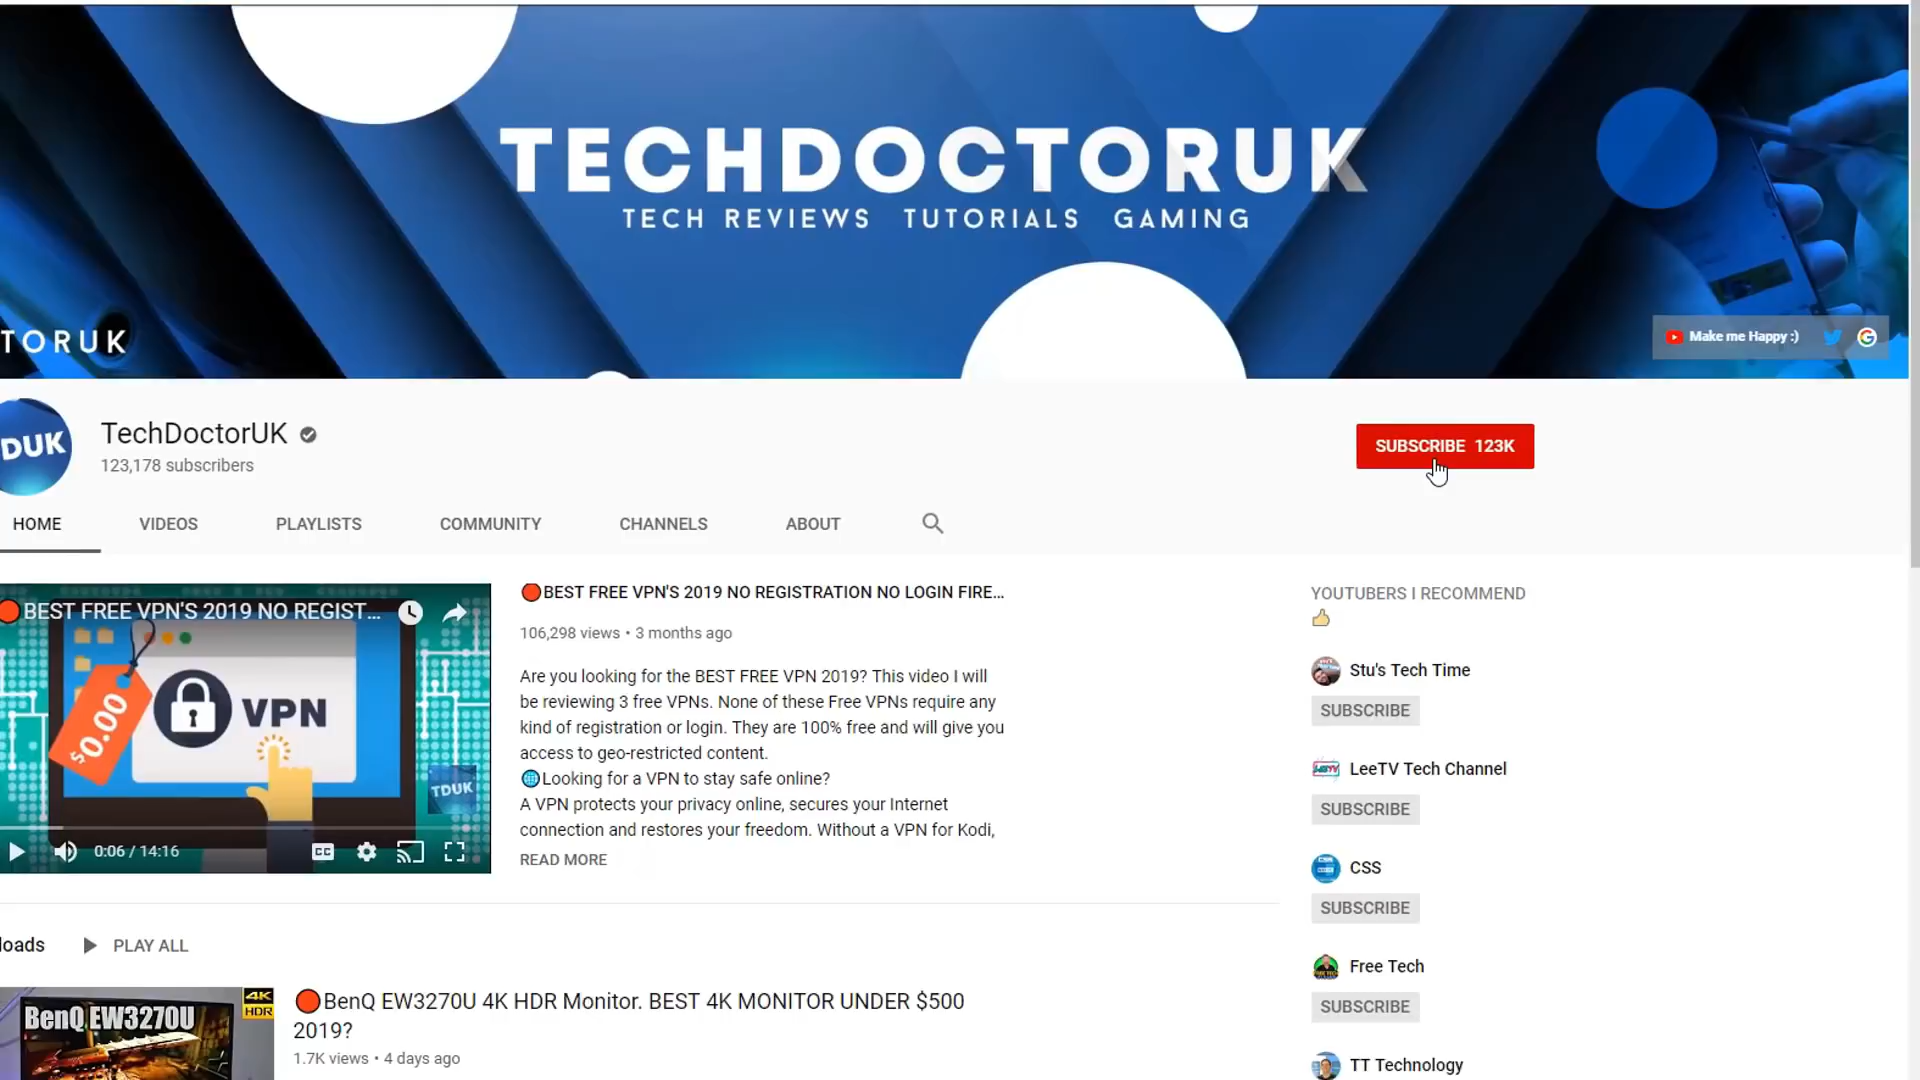 TECHDOCTORUK
TECH REVIEWS TUTORIALS GAMING
TORUK
Make me Happy :)
DUK
TechDoctorUK
123,178 subscribers
SUBSCRIBE 123K
HOME
VIDEOS
PLAYLISTS
COMMUNITY
CHANNELS
ABOUT
BEST FREE VPN'S 2019 NO REGIST...
$0.00
VPN
TDUK
0:06 / 14:16
CC
BEST FREE VPN'S 2019 NO REGISTRATION NO LOGIN FIRE...
106,298 views • 3 months ago
Are you looking for the BEST FREE VPN 2019? This video I will
be reviewing 3 free VPNs. None of these Free VPNs require any
kind of registration or login. They are 100% free and will give you
access to geo-restricted content.
Looking for a VPN to stay safe online?
A VPN protects your privacy online, secures your Internet
connection and restores your freedom. Without a VPN for Kodi,
READ MORE
YOUTUBERS I RECOMMEND
Stu's Tech Time
SUBSCRIBE
LeeTV Tech Channel
SUBSCRIBE
CSS
SUBSCRIBE
Free Tech
SUBSCRIBE
TT Technology
loads
PLAY ALL
BenQ EW3270U
4K
HDR
BenQ EW3270U 4K HDR Monitor. BEST 4K MONITOR UNDER $500
2019?
1.7K views • 4 days ago